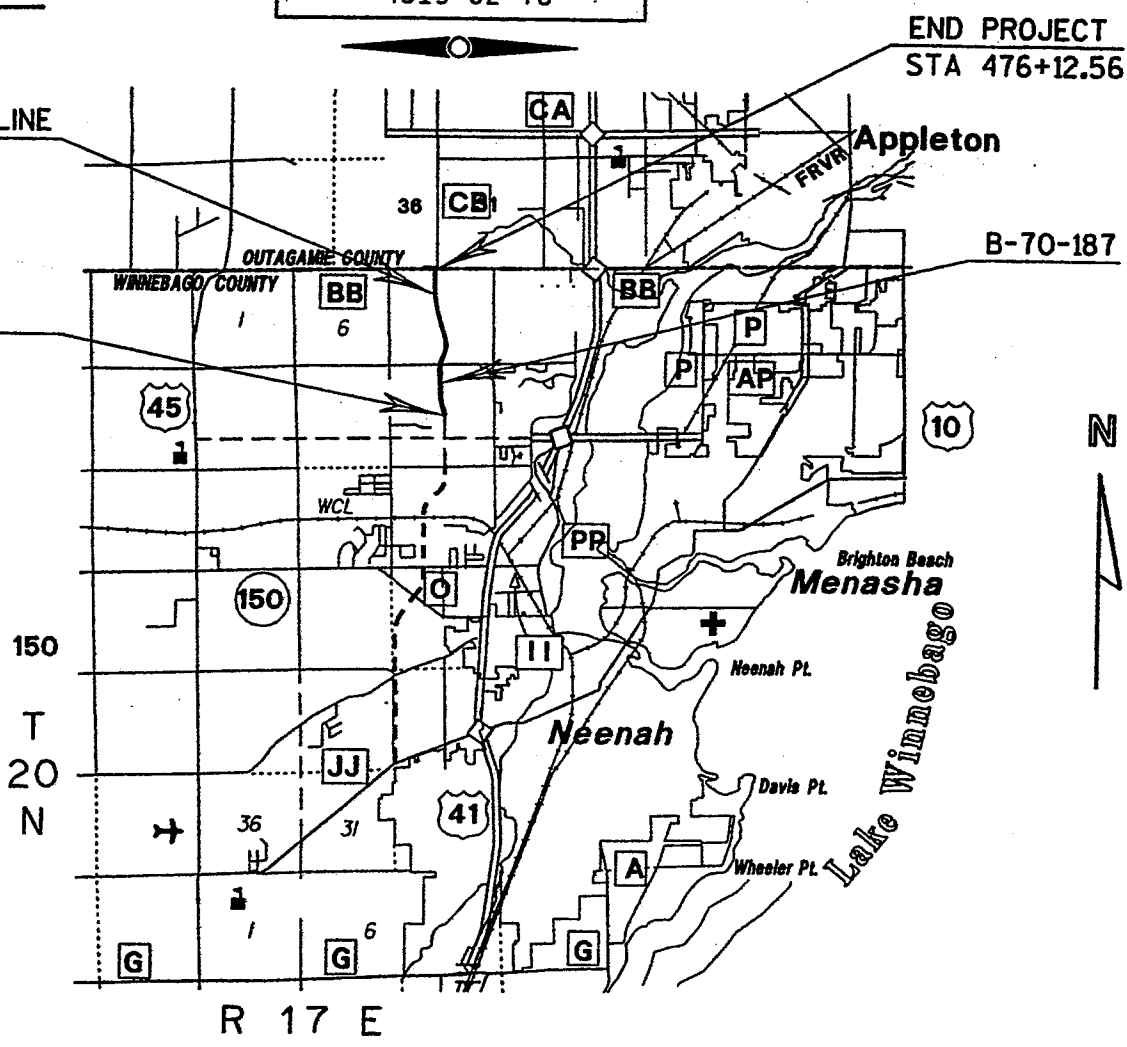 END PROJECT
STA 476+12.56
LINE
CA
Appleton
FRVR
36
CB
OUTAGAMIE COUNTY
B-70-187
WINNEBAGO COUNTY
BB
BB
1
6
P
P
AP
45
10
N
WCL
PP
Brighton Beach
Menasha
150
O
150
II
Neenah Pt.
Lake Winnebago
T
20
N
Neenah
JJ
Davis Pt.
41
36
31
A
Wheeler Pt.
1
6
G
G
G
R 17 E